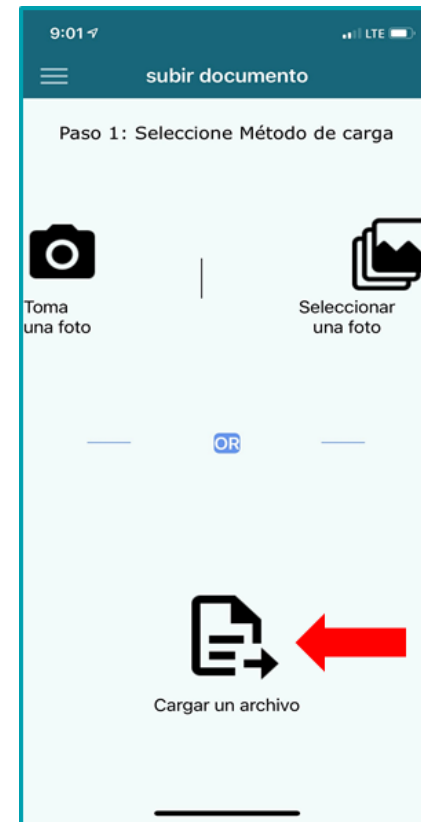 9:01 LTE
subir documento
Paso 1: Seleccione Método de carga
Toma
una foto
Seleccionar
una foto
OR
Cargar un archivo